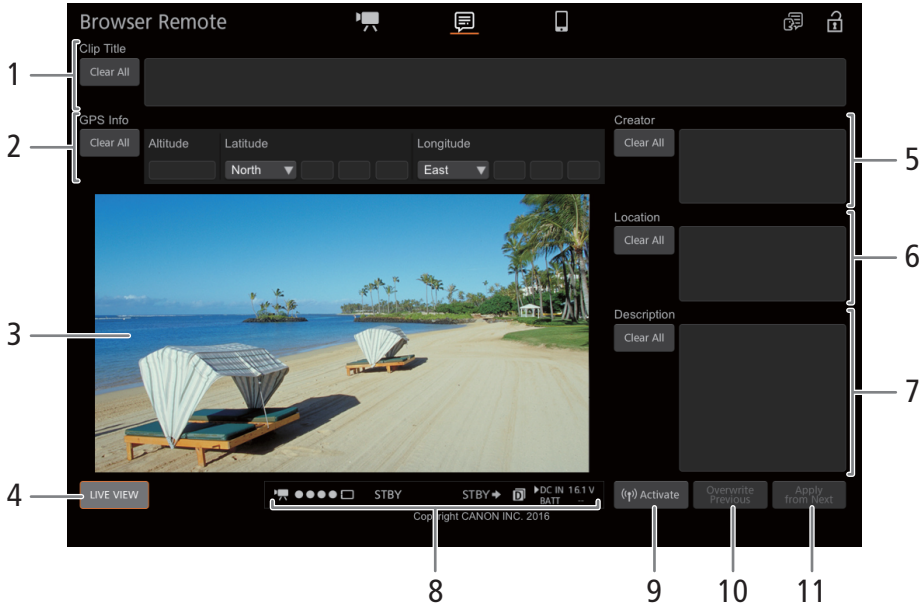 Browser Remote
Clip Title
1
Clear All
GPS Info
Creator
2
Clear All
Altitude
Latitude
Longitude
Clear All
5
North
East
Location
Clear All
6
3
Description
Clear All
7
4
LIVE VIEW
STBY
STBY
D
DC IN 16.1 V
BATT --
Activate
Overwrite
Previous
Apply
from Next
Copyright CANON INC. 2016
8
9
10
11